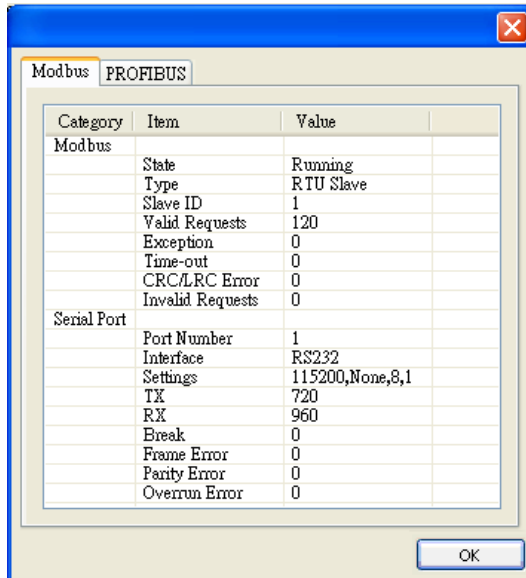 Modbus PROFIBUS
Category Item Value
Modbus
State Running
Type RTU Slave
Slave ID 1
Valid Requests 120
Exception 0
Time-out 0
CRC/LRC Error 0
Invalid Requests 0
Serial Port
Port Number 1
Interface RS232
Settings 115200,None,8,1
TX 720
RX 960
Break 0
Frame Error 0
Parity Error 0
Overrun Error 0
OK